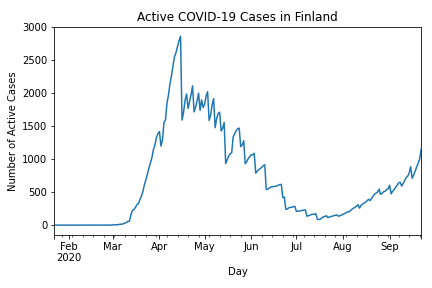 Active COVID-19 Cases in Finland
Number of Active Cases
3000
2500
2000
1500
1000
500
0
Feb Mar Apr May Jun Jul Aug Sep
2020
Day